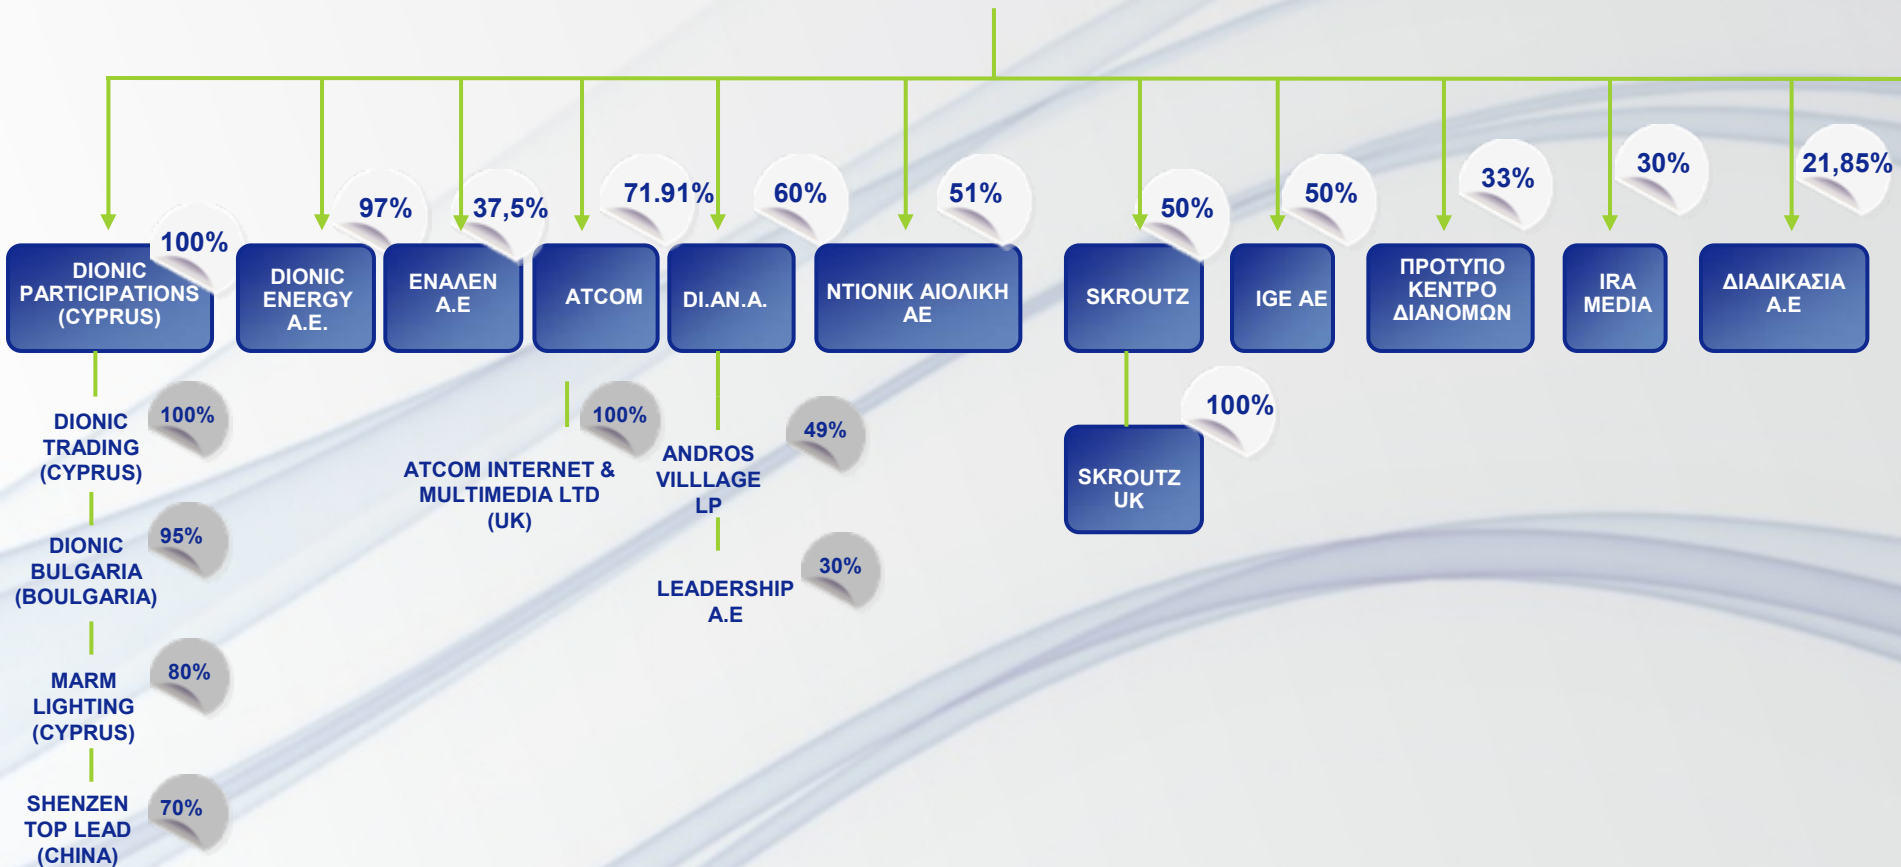 100%
DIONIC
PARTICIPATIONS
(CYPRUS)
97%
DIONIC
ENERGY
A.E.
37,5%
ΕΝΑΛΕΝ
Α.Ε
71.91%
ATCOM
60%
DI.AN.A.
51%
ΝΤΙΟΝΙΚ ΑΙΟΛΙΚΗ
ΑΕ
50%
SKROUTZ
50%
IGE AE
33%
ΠΡΟΤΥΠΟ
ΚΕΝΤΡΟ
ΔΙΑΝΟΜΩΝ
30%
IRA
MEDIA
21,85%
ΔΙΑΔΙΚΑΣΙΑ
Α.Ε
100%
DIONIC
TRADING
(CYPRUS)
95%
DIONIC
BULGARIA
(BOULGARIA)
80%
MARM
LIGHTING
(CYPRUS)
70%
SHENZEN
TOP LEAD
(CHINA)
100%
ATCOM INTERNET &
MULTIMEDIA LTD
(UK)
49%
ANDROS
VILLLAGE
LP
30%
LEADERSHIP
A.E
100%
SKROUTZ
UK